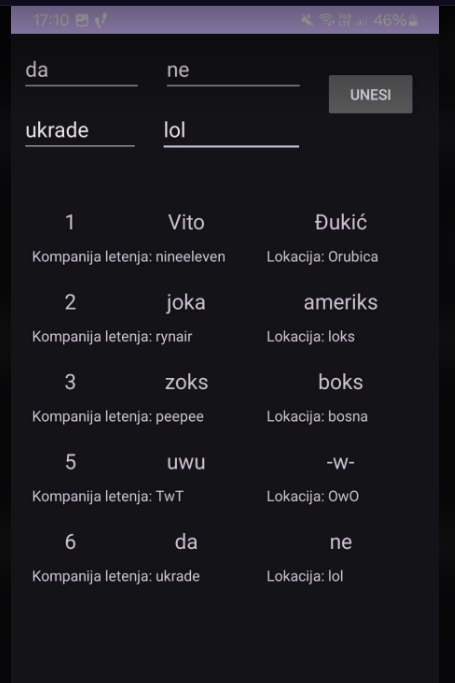 17:10 46%
da ne
UNESI
ukrade lol
1 Vito Đukić
Kompanija letenja: nineeleven Lokacija: Orubica
2 joka ameriks
Kompanija letenja: rynair Lokacija: loks
3 zoks boks
Kompanija letenja: peepee Lokacija: bosna
5 uwu -w-
Kompanija letenja: TwT Lokacija: OwO
6 da ne
Kompanija letenja: ukrade Lokacija: lol